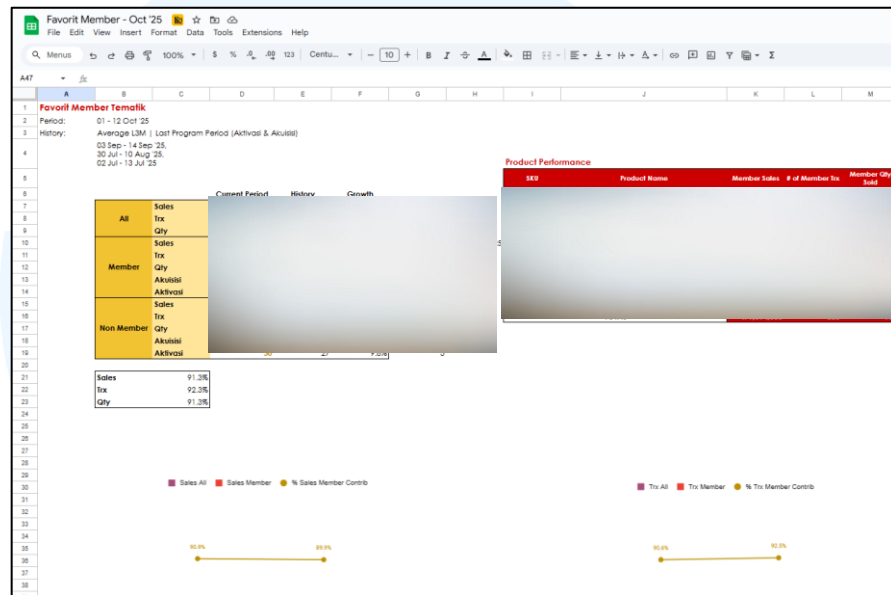 Favorit Member - Oct '25
File Edit View Insert Format Data Tools Extensions Help
Menus 100% $ % .0 .00 123 Centu... - 10 + B I A Σ
A47 fx
A B C D E F G H I J K L M
1 Favorit Member Tematik
2 Period: 01 - 12 Oct '25
3 History: Average L3M | Last Program Period (Aktivasi & Akuisisi)
4 03 Sep - 14 Sep '25,
30 Jul - 10 Aug '25,
02 Jul - 13 Jul '25
Product Performance
5 SKU Product Name Member Sales # of Member Trx Member Qty Sold
6 Current Period History Growth
7 Sales
8 All Trx
9 Qty
10 Sales
11 Trx
12 Member Qty
13 Akuisisi
14 Aktivasi
15 Sales
16 Trx
17 Non Member Qty
18 Akuisisi
19 Aktivasi
20
21 Sales 91.3%
22 Trx 92.3%
23 Qty 91.3%
24
25
26
27
28
29
30 Sales All Sales Member % Sales Member Contrib Trx All Trx Member % Trx Member Contrib
31
32
33
34
35 90.9% 89.9% 90.6% 92.5%
36
37
38